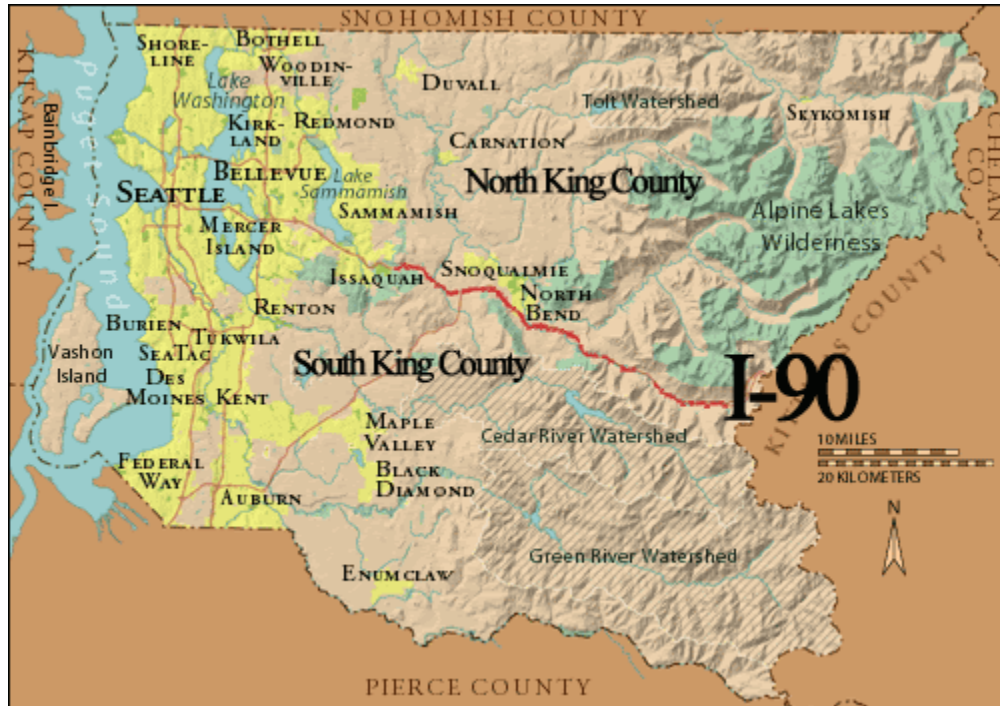 SNOHOMISH COUNTY
KITSAP COUNTY
Bainbridge I.
Puget Sound
SHORE-
LINE
BOTHELL
WOODIN-
VILLE
Lake
Washington
KIRK-
LAND
REDMOND
DUVALL
Tolt Watershed
SKYKOMISH
CHELAN
CO.
CARNATION
North King County
BELLEVUE
Lake
Sammamish
SEATTLE
SAMMAMISH
MERCER
ISLAND
Alpine Lakes
Wilderness
ISSAQUAH
SNOQUALMIE
NORTH
BEND
RENTON
BURIEN
TUKWILA
SEATAC
Vashon
Island
South King County
DES
MOINES
KENT
I-90
KITTITAS COUNTY
MAPLE
VALLEY
Cedar River Watershed
10 MILES
20 KILOMETERS
FEDERAL
WAY
BLACK
DIAMOND
AUBURN
N
Green River Watershed
ENUMCLAW
PIERCE COUNTY